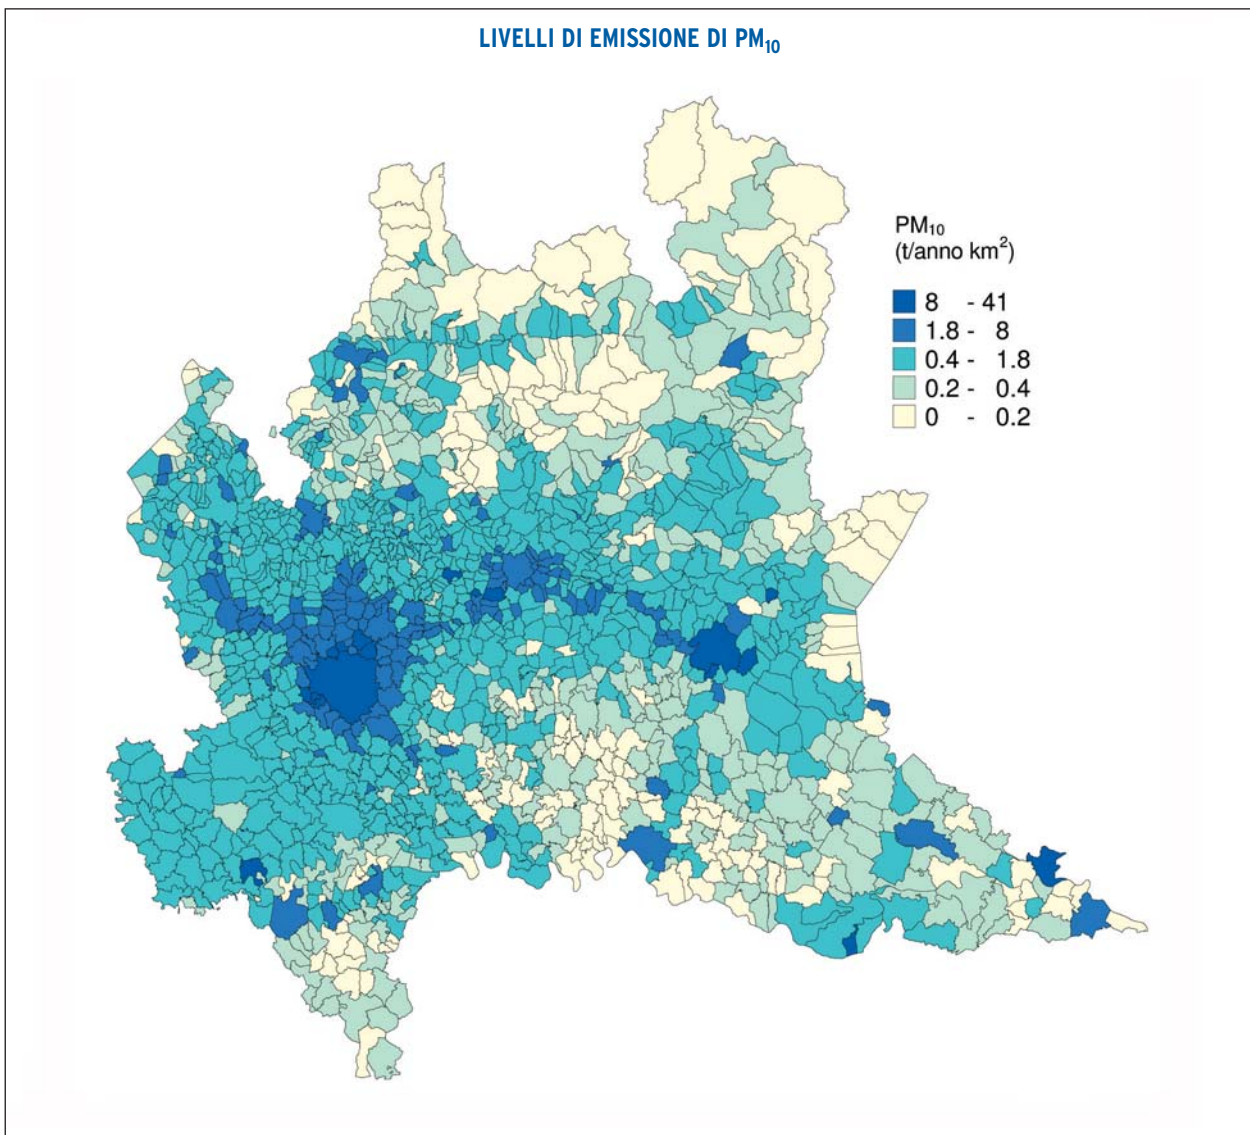 LIVELLI DI EMISSIONE DI PM₁₀
PM₁₀
(t/anno km²)
8 - 41
1.8 - 8
0.4 - 1.8
0.2 - 0.4
0 - 0.2